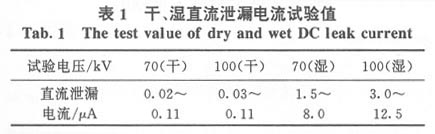 表 1 干、湿直流泄漏电流试验值
Tab. 1 The test value of dry and wet DC leak current
试验电压/kV 70(干) 100(干) 70(湿) 100(湿)
直流泄漏 0.02～ 0.03～ 1.5～ 3.0～
电流/μA 0.11 0.11 8.0 12.5